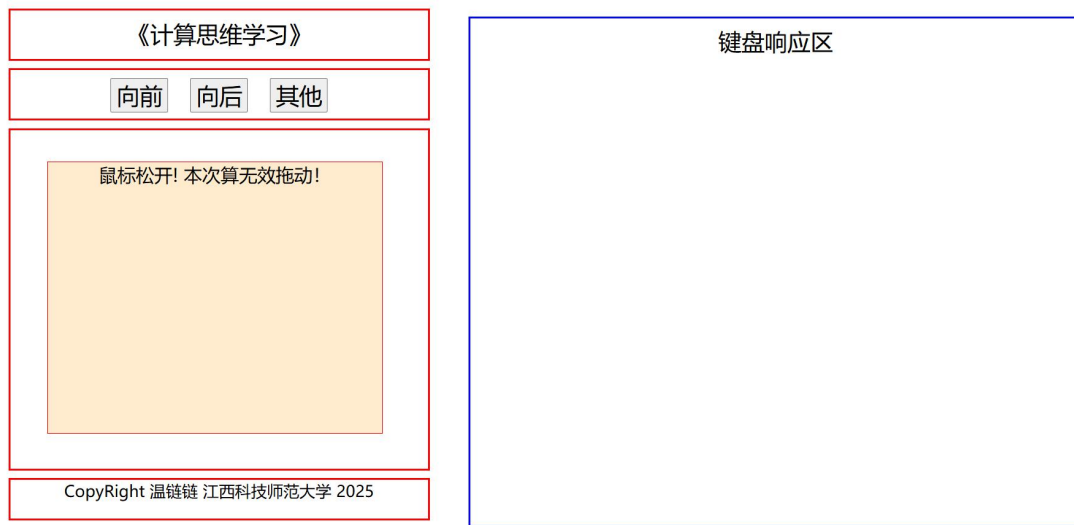 《计算思维学习》
向前 向后 其他
鼠标松开! 本次算无效拖动!
CopyRight 温链链 江西科技师范大学 2025
键盘响应区